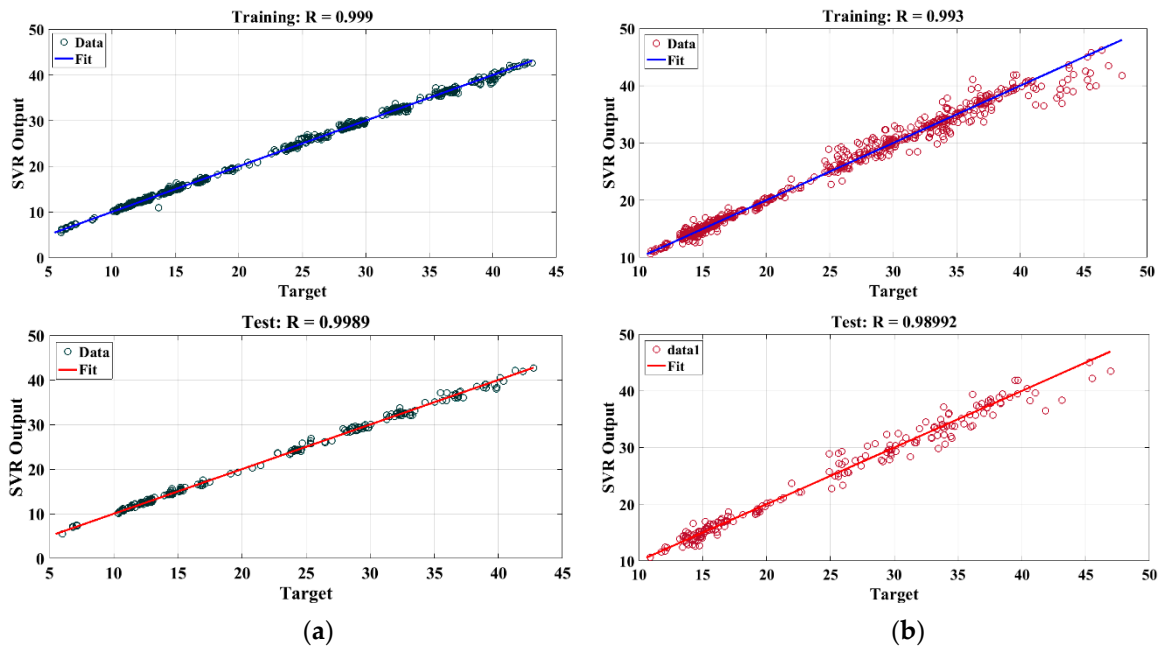 Training: R = 0.999
50
40
30
20
10
0
SVR Output
Data
Fit
5 10 15 20 25 30 35 40 45
Target
Training: R = 0.993
50
40
30
20
10
SVR Output
Data
Fit
10 15 20 25 30 35 40 45 50
Target
Test: R = 0.9989
50
40
30
20
10
0
SVR Output
Data
Fit
5 10 15 20 25 30 35 40 45
Target
(a)
Test: R = 0.98992
50
40
30
20
10
SVR Output
data1
Fit
10 15 20 25 30 35 40 45 50
Target
(b)